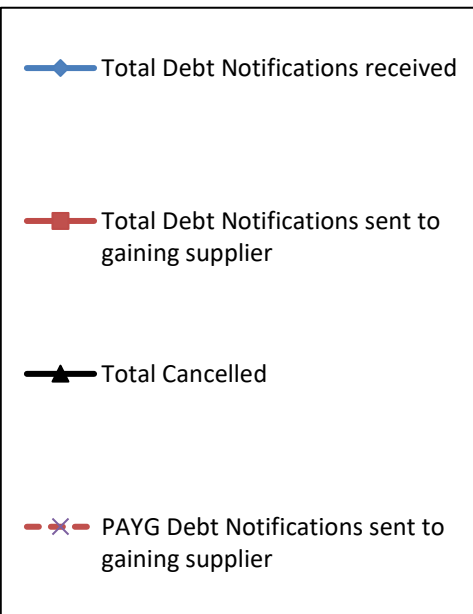 Total Debt Notifications received
Total Debt Notifications sent to
gaining supplier
Total Cancelled
PAYG Debt Notifications sent to
gaining supplier